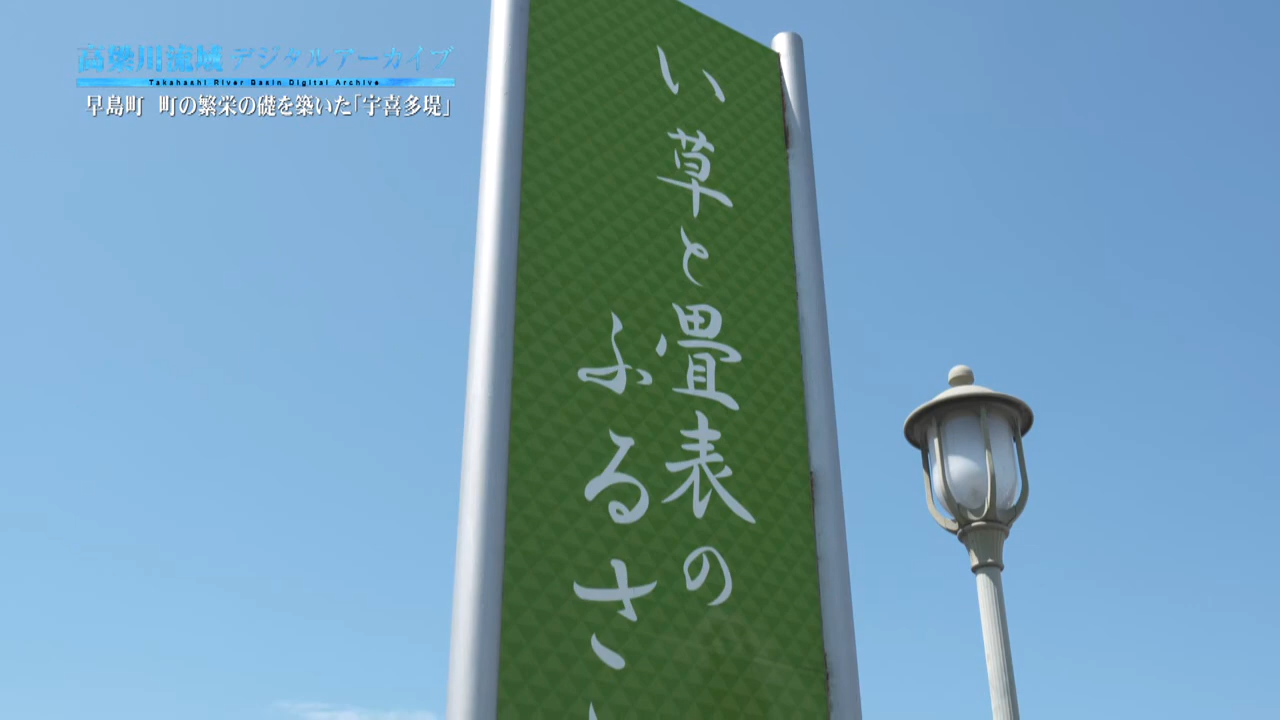 高梁川流域デジタルアーカイブ
Takahashi River Basin Digital Archive
早島町 町の繁栄の礎を築いた「宇喜多堤」
い草と畳表の
ふるさ